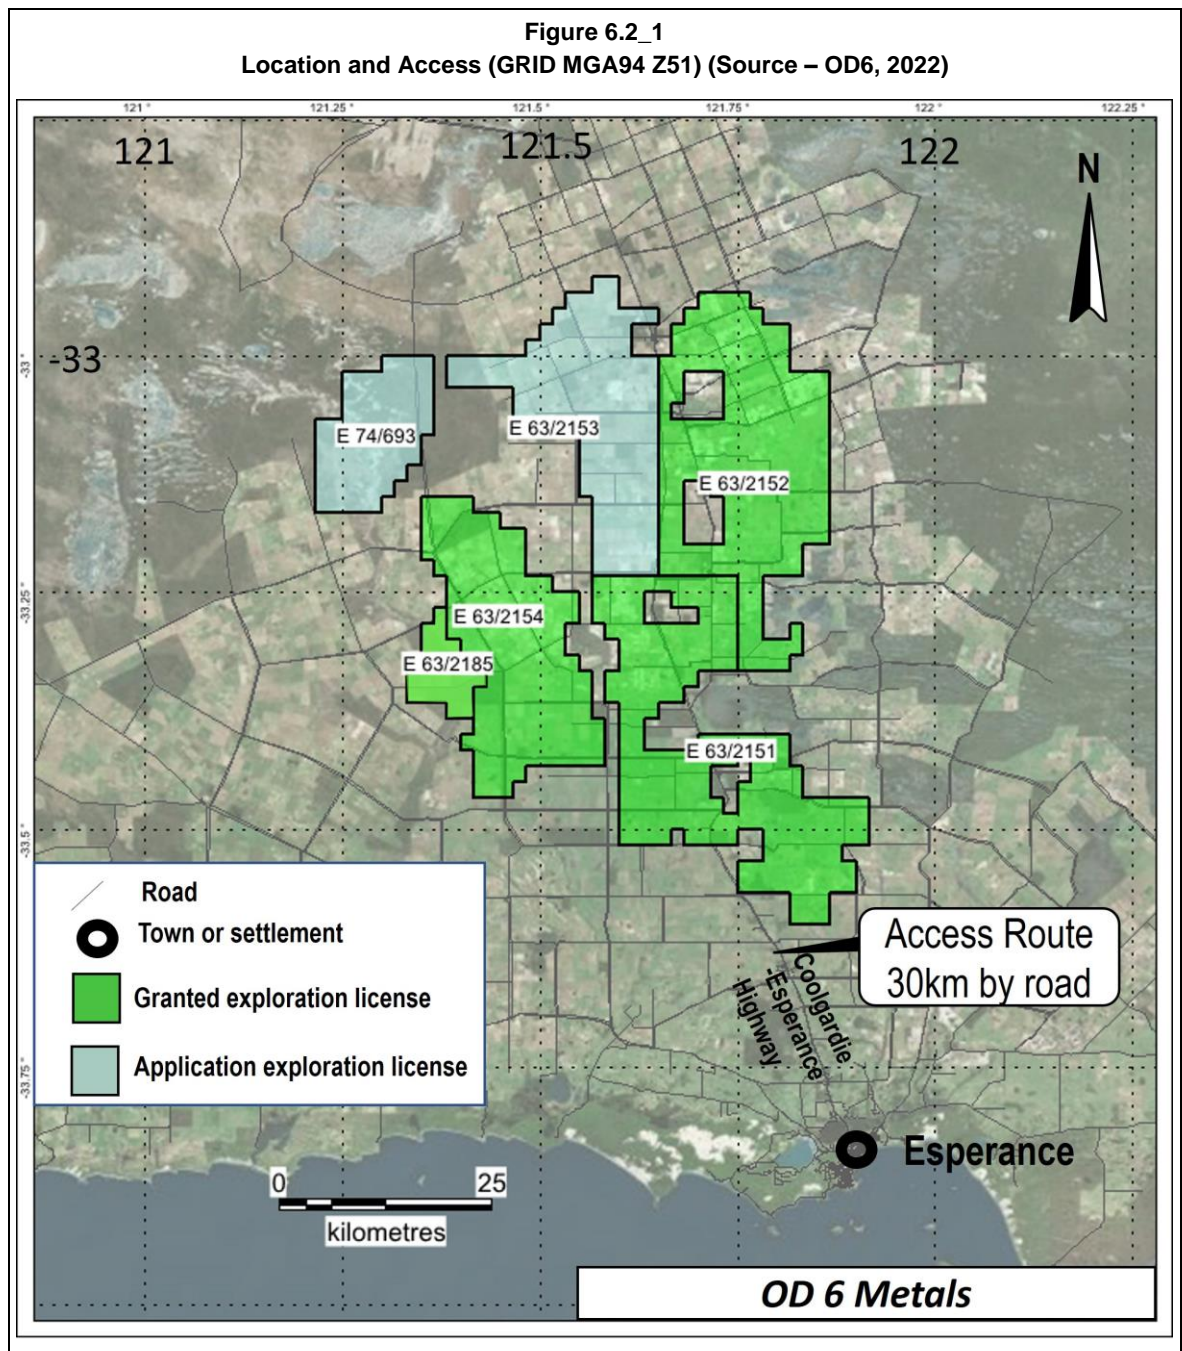 Figure 6.2_1
Location and Access (GRID MGA94 Z51) (Source – OD6, 2022)
121 °
121.25 °
121.5 °
121.75 °
122 °
122.25 °
121
121.5
122
N
-33
-33 °
E 74/693
E 63/2153
E 63/2152
-33.25 °
E 63/2154
E 63/2185
E 63/2151
-33.5 °
Road
Town or settlement
Granted exploration license
Application exploration license
Access Route
30km by road
Coolgardie
-Esperance
Highway
-33.75 °
Esperance
0
25
kilometres
OD 6 Metals